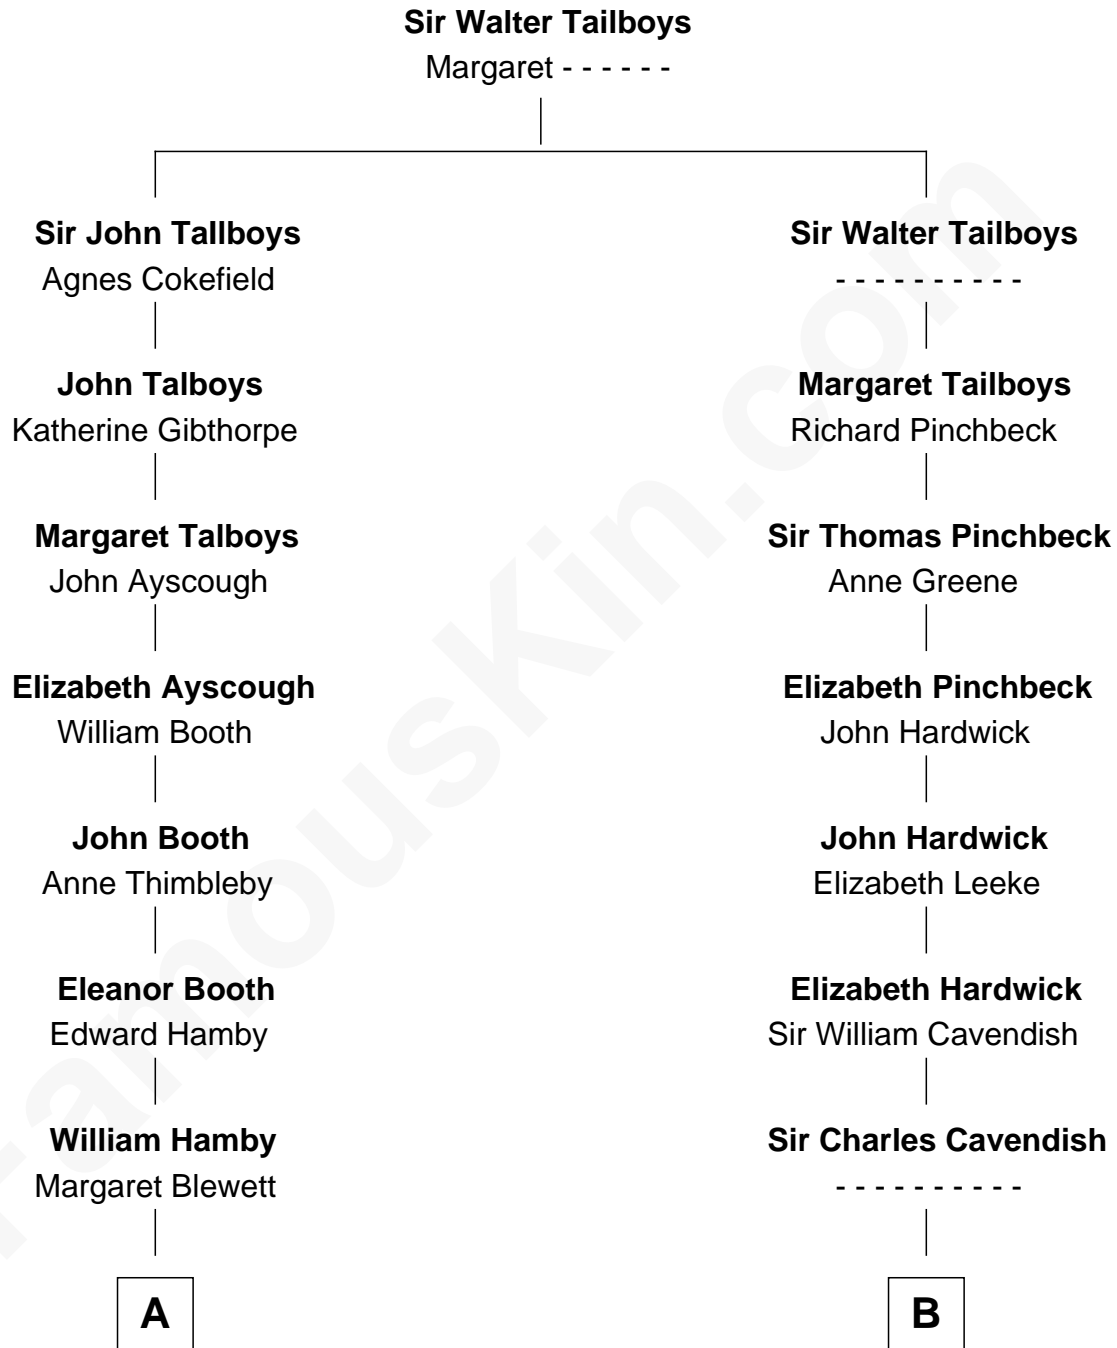 Sir Walter Tailboys
Margaret - - - - - -
Sir John Tallboys
Agnes Cokefield
John Talboys
Katherine Gibthorpe
Margaret Talboys
John Ayscough
Elizabeth Ayscough
William Booth
John Booth
Anne Thimbleby
Eleanor Booth
Edward Hamby
William Hamby
Margaret Blewett
A
Sir Walter Tailboys
- - - - - - - - - -
Margaret Tailboys
Richard Pinchbeck
Sir Thomas Pinchbeck
Anne Greene
Elizabeth Pinchbeck
John Hardwick
John Hardwick
Elizabeth Leeke
Elizabeth Hardwick
Sir William Cavendish
Sir Charles Cavendish
- - - - - - - - - -
B
FamousKin.com